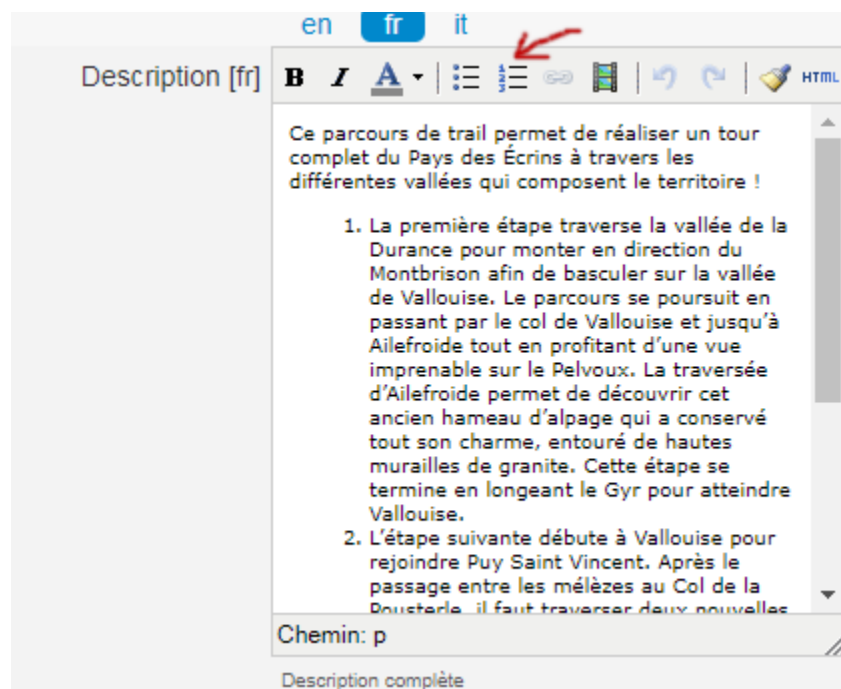 en fr it
Description [fr]
B I A HTML
Ce parcours de trail permet de réaliser un tour
complet du Pays des Écrins à travers les
différentes vallées qui composent le territoire !
1. La première étape traverse la vallée de la
Durance pour monter en direction du
Montbrison afin de basculer sur la vallée
de Vallouise. Le parcours se poursuit en
passant par le col de Vallouise et jusqu’à
Ailefroide tout en profitant d’une vue
imprenable sur le Pelvoux. La traversée
d’Ailefroide permet de découvrir cet
ancien hameau d’alpage qui a conservé
tout son charme, entouré de hautes
murailles de granite. Cette étape se
termine en longeant le Gyr pour atteindre
Vallouise.
2. L’étape suivante débute à Vallouise pour
rejoindre Puy Saint Vincent. Après le
passage entre les mélèzes au Col de la
Pousterle, il faut traverser deux nouvelles
Chemin: p
Description complète